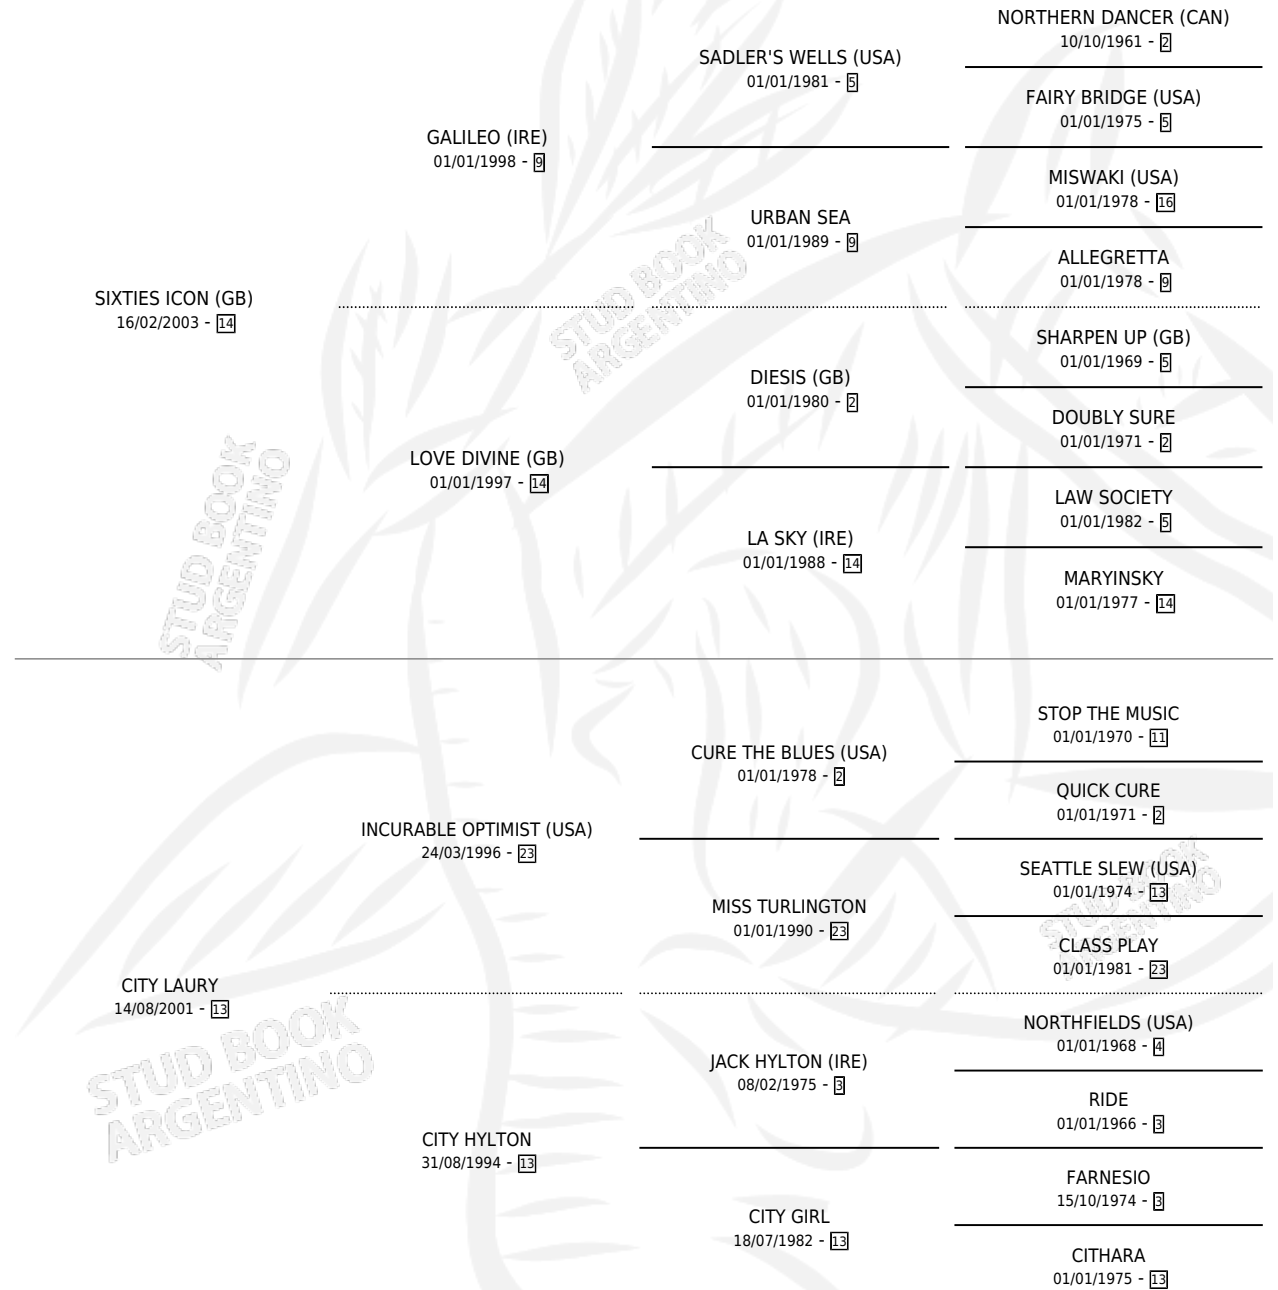 NORTHERN DANCER (CAN)
10/10/1961 - 2
SADLER'S WELLS (USA)
01/01/1981 - 5
FAIRY BRIDGE (USA)
01/01/1975 - 5
GALILEO (IRE)
01/01/1998 - 9
MISWAKI (USA)
01/01/1978 - 16
URBAN SEA
01/01/1989 - 9
ALLEGRETTA
01/01/1978 - 9
SIXTIES ICON (GB)
16/02/2003 - 14
STUD BOOK
ARGENTINO
SHARPEN UP (GB)
01/01/1969 - 5
DIESIS (GB)
01/01/1980 - 2
DOUBLY SURE
01/01/1971 - 2
LOVE DIVINE (GB)
01/01/1997 - 14
LAW SOCIETY
01/01/1982 - 5
LA SKY (IRE)
01/01/1988 - 14
MARYINSKY
01/01/1977 - 14
STUD BOOK
ARGENTINO
STOP THE MUSIC
01/01/1970 - 11
CURE THE BLUES (USA)
01/01/1978 - 2
QUICK CURE
01/01/1971 - 2
INCURABLE OPTIMIST (USA)
24/03/1996 - 23
SEATTLE SLEW (USA)
01/01/1974 - 13
MISS TURLINGTON
01/01/1990 - 23
STUD BOOK
ARGENTINO
CLASS PLAY
01/01/1981 - 23
CITY LAURY
14/08/2001 - 13
NORTHFIELDS (USA)
01/01/1968 - 4
JACK HYLTON (IRE)
08/02/1975 - 3
STUD BOOK
ARGENTINO
RIDE
01/01/1966 - 3
CITY HYLTON
31/08/1994 - 13
FARNESIO
15/10/1974 - 3
CITY GIRL
18/07/1982 - 13
CITHARA
01/01/1975 - 13